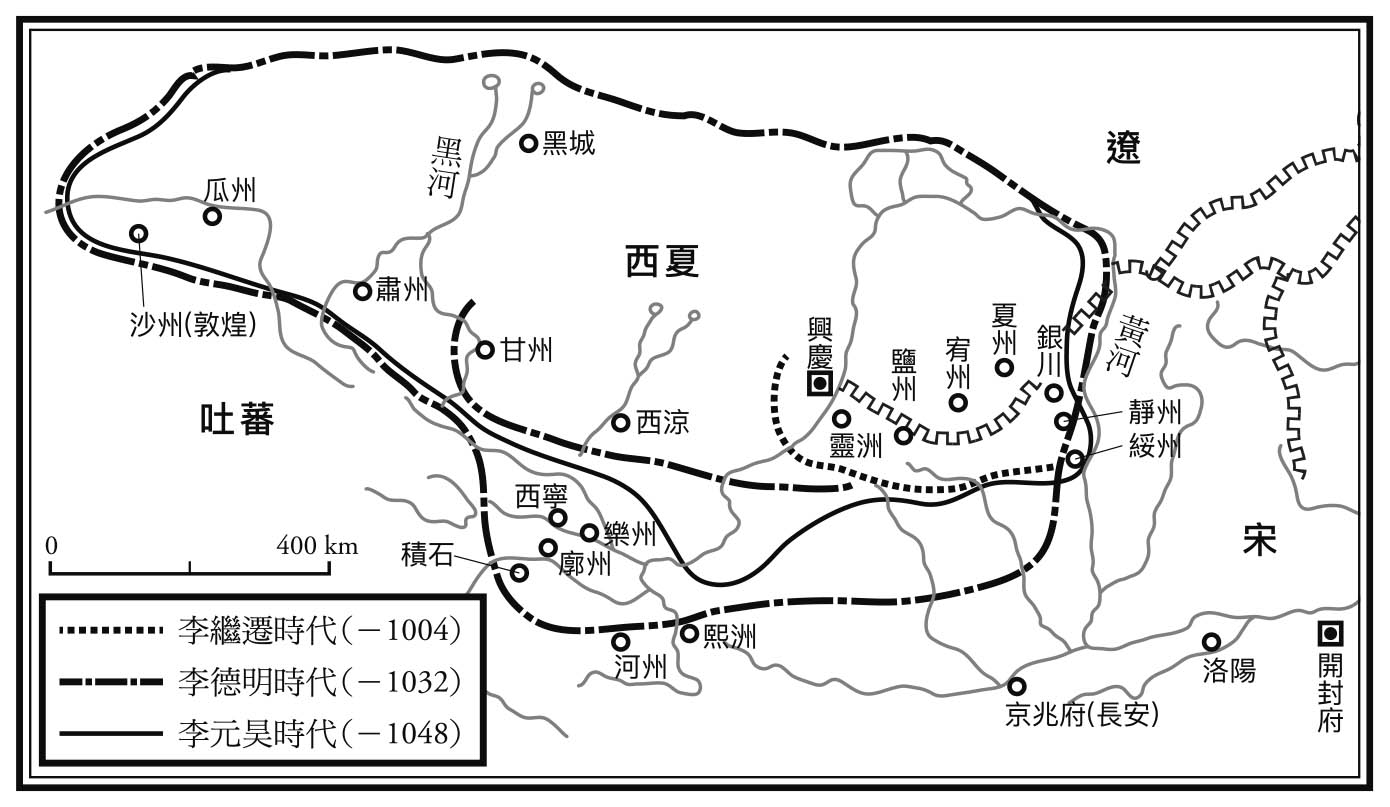 遼
黑河
黑城
瓜州
西夏
肅州
沙州(敦煌)
甘州
興慶
夏州
銀川
黃河
鹽州
宥州
吐蕃
西涼
靈洲
靜州
綏州
西寧
樂州
積石
廓州
宋
0 400 km
熙洲
河州
洛陽
開封府
京兆府(長安)
李繼遷時代(－1004)
李德明時代(－1032)
李元昊時代(－1048)